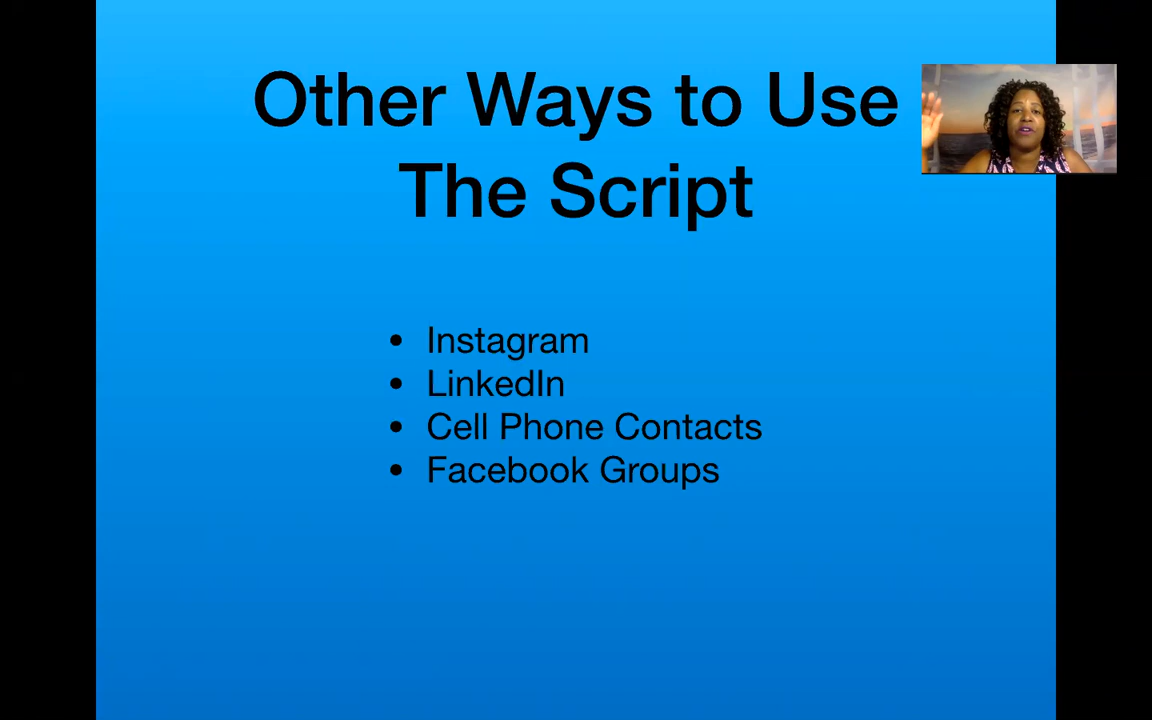 Other Ways to Use
The Script
• Instagram
• LinkedIn
• Cell Phone Contacts
• Facebook Groups